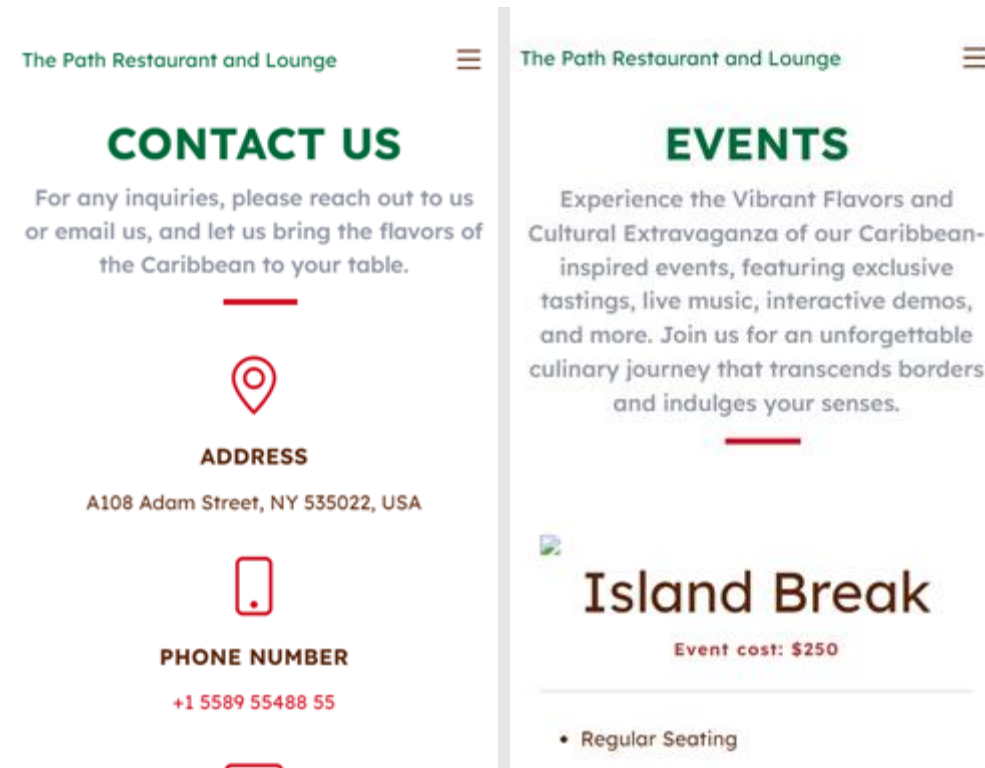 The Path Restaurant and Lounge
CONTACT US
For any inquiries, please reach out to us
or email us, and let us bring the flavors of
the Caribbean to your table.
ADDRESS
A108 Adam Street, NY 535022, USA
PHONE NUMBER
+1 5589 55488 55
The Path Restaurant and Lounge
EVENTS
Experience the Vibrant Flavors and
Cultural Extravaganza of our Caribbean-
inspired events, featuring exclusive
tastings, live music, interactive demos,
and more. Join us for an unforgettable
culinary journey that transcends borders
and indulges your senses.
Island Break
Event cost: $250
• Regular Seating